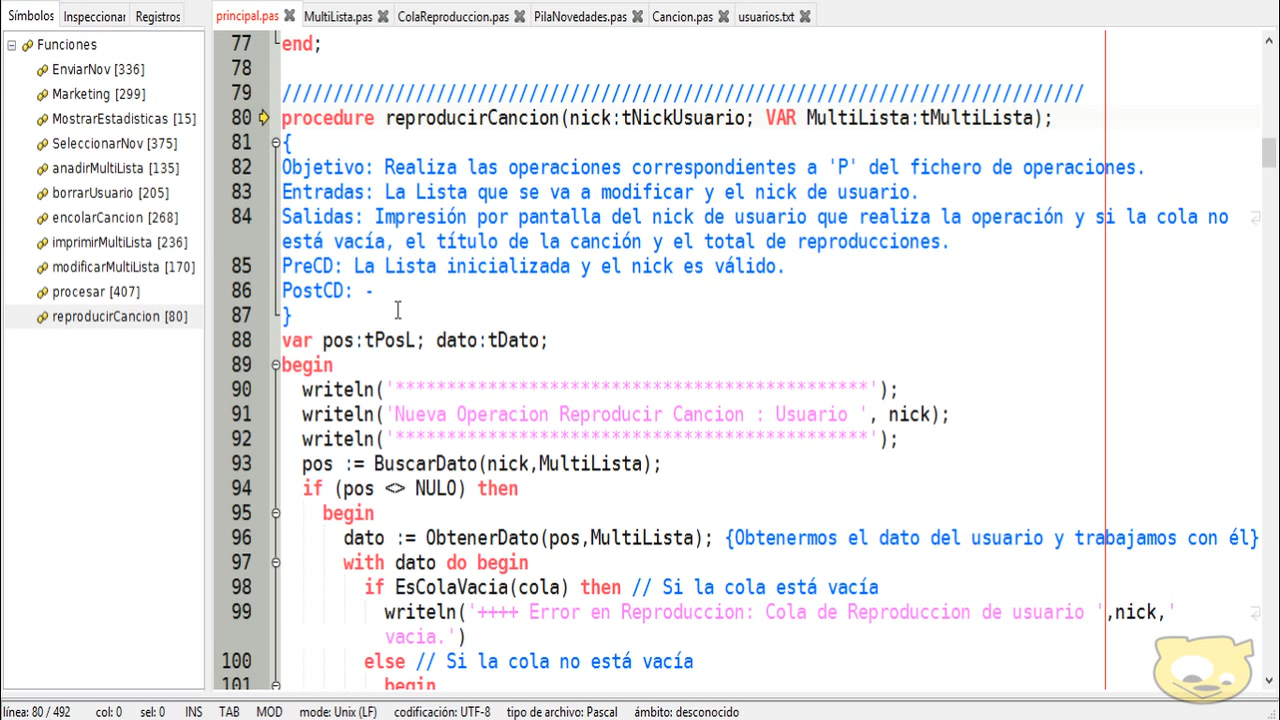 Símbolos Inspeccionar Registros principal.pas MultiLista.pas ColaReproduccion.pas PilaNovedades.pas Cancion.pas usuarios.txt
Funciones
EnviarNov [336]
Marketing [299]
MostrarEstadisticas [15]
SeleccionarNov [375]
anadirMultiLista [135]
borrarUsuario [205]
encolarCancion [268]
imprimirMultiLista [236]
modificarMultiLista [170]
procesar [407]
reproducirCancion [80]
77 end;
78
79 //////////////////////////////////////////////////////////////////////////////
80 procedure reproducirCancion(nick:tNickUsuario; VAR MultiLista:tMultiLista);
81 {
82 Objetivo: Realiza las operaciones correspondientes a 'P' del fichero de operaciones.
83 Entradas: La Lista que se va a modificar y el nick de usuario.
84 Salidas: Impresión por pantalla del nick de usuario que realiza la operación y si la cola no
está vacía, el título de la canción y el total de reproducciones.
85 PreCD: La Lista inicializada y el nick es válido.
86 PostCD: -
87 }
88 var pos:tPosL; dato:tDato;
89 begin
90 writeln('**********************************************');
91 writeln('Nueva Operacion Reproducir Cancion : Usuario ', nick);
92 writeln('**********************************************');
93 pos := BuscarDato(nick,MultiLista);
94 if (pos <> NULO) then
95 begin
96 dato := ObtenerDato(pos,MultiLista); {Obtenermos el dato del usuario y trabajamos con él}
97 with dato do begin
98 if EsColaVacia(cola) then // Si la cola está vacía
99 writeln('++++ Error en Reproduccion: Cola de Reproduccion de usuario ',nick,'
vacia.')
100 else // Si la cola no está vacía
101 begin
línea: 80 / 492 col: 0 sel: 0 INS TAB MOD mode: Unix (LF) codificación: UTF-8 tipo de archivo: Pascal ámbito: desconocido